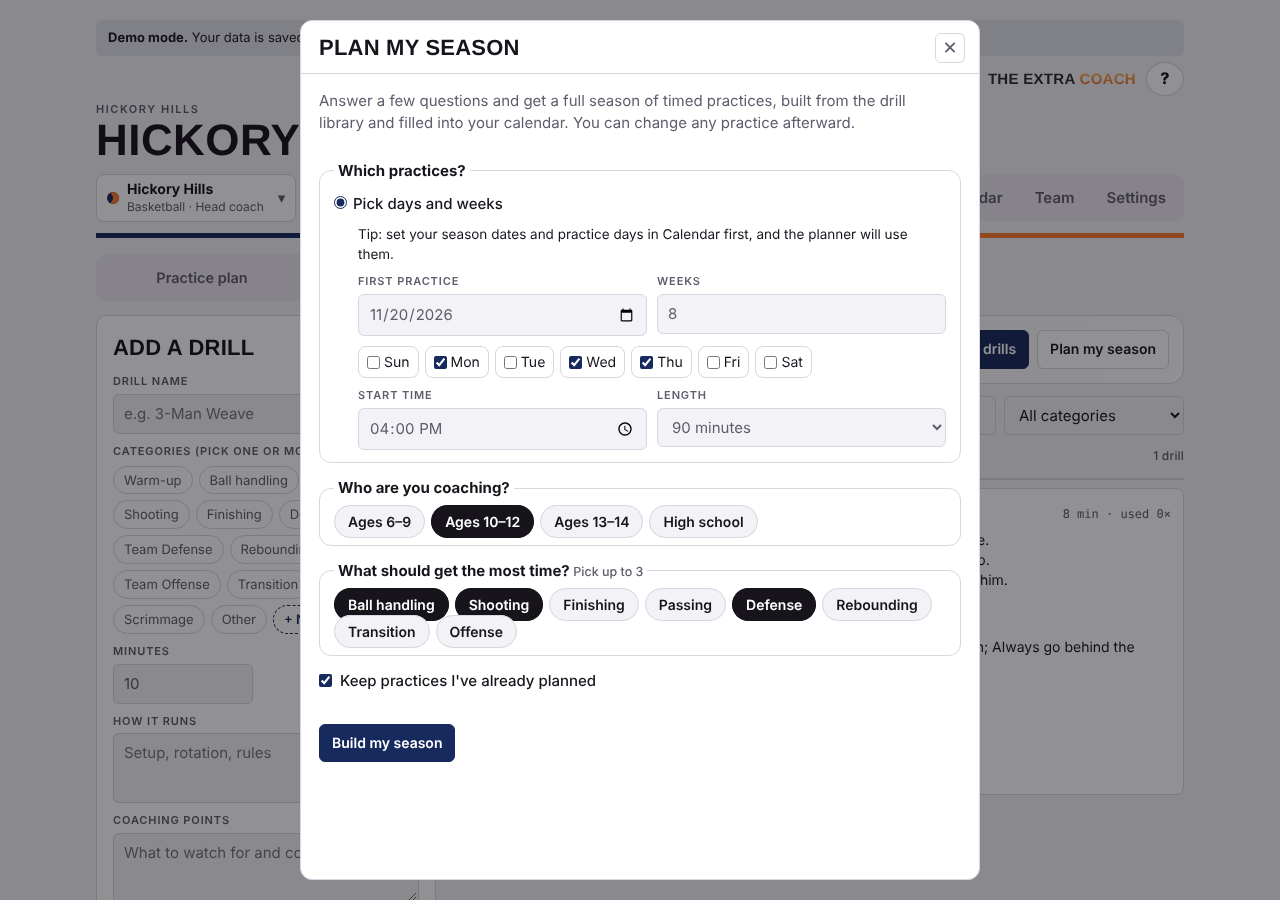 Demo mode. Your data is saved
THE EXTRA COACH
?
HICKORY HILLS
HICKORY
Hickory Hills
Basketball · Head coach
▼
dar
Team
Settings
Practice plan
drills
Plan my season
All categories
1 drill
8 min · used 0×
e.
o.
him.
n; Always go behind the
ADD A DRILL
DRILL NAME
e.g. 3-Man Weave
CATEGORIES (PICK ONE OR MO
Warm-up
Ball handling
Shooting
Finishing
D
Team Defense
Reboundi
Team Offense
Transition
Scrimmage
Other
+ N
MINUTES
10
HOW IT RUNS
Setup, rotation, rules
COACHING POINTS
What to watch for and co
PLAN MY SEASON
✕
Answer a few questions and get a full season of timed practices, built from the drill
library and filled into your calendar. You can change any practice afterward.
Which practices?
Pick days and weeks
Tip: set your season dates and practice days in Calendar first, and the planner will use
them.
FIRST PRACTICE
WEEKS
11/20/2026
8
Sun
Mon
Tue
Wed
Thu
Fri
Sat
START TIME
LENGTH
04:00 PM
90 minutes
Who are you coaching?
Ages 6–9
Ages 10–12
Ages 13–14
High school
What should get the most time? Pick up to 3
Ball handling
Shooting
Finishing
Passing
Defense
Rebounding
Transition
Offense
Keep practices I've already planned
Build my season